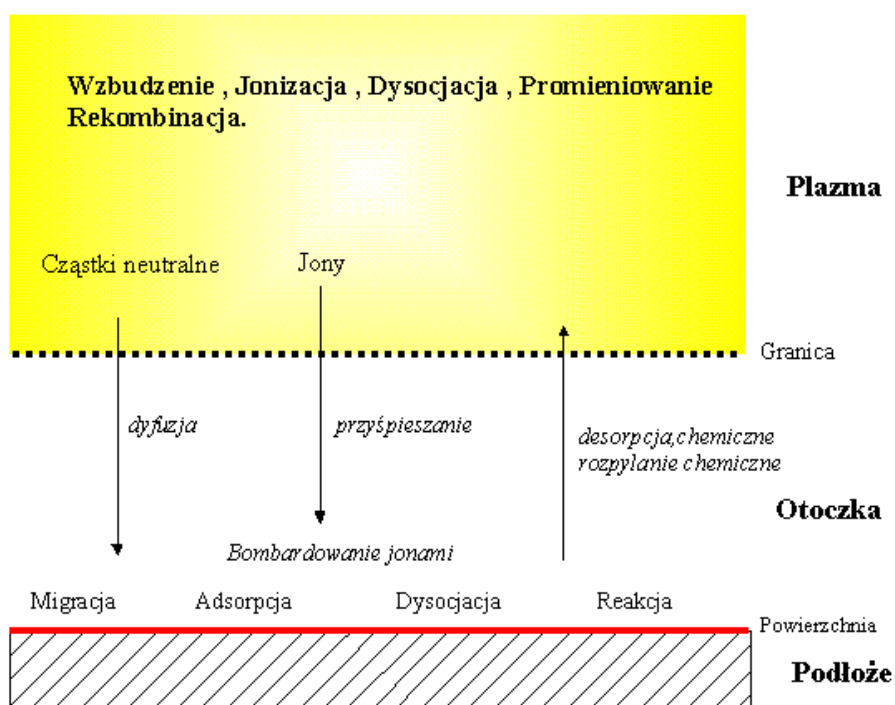 Wzbudzenie , Jonizacja , Dysocjacja , Promieniowanie
Rekombinacja.
Plazma
Cząstki neutralne
Jony
Granica
dyfuzja
przyśpieszanie
desorpcja,chemiczne
rozpylanie chemiczne
Otoczka
Bombardowanie jonami
Migracja
Adsorpcja
Dysocjacja
Reakcja
Powierzchnia
Podłoże